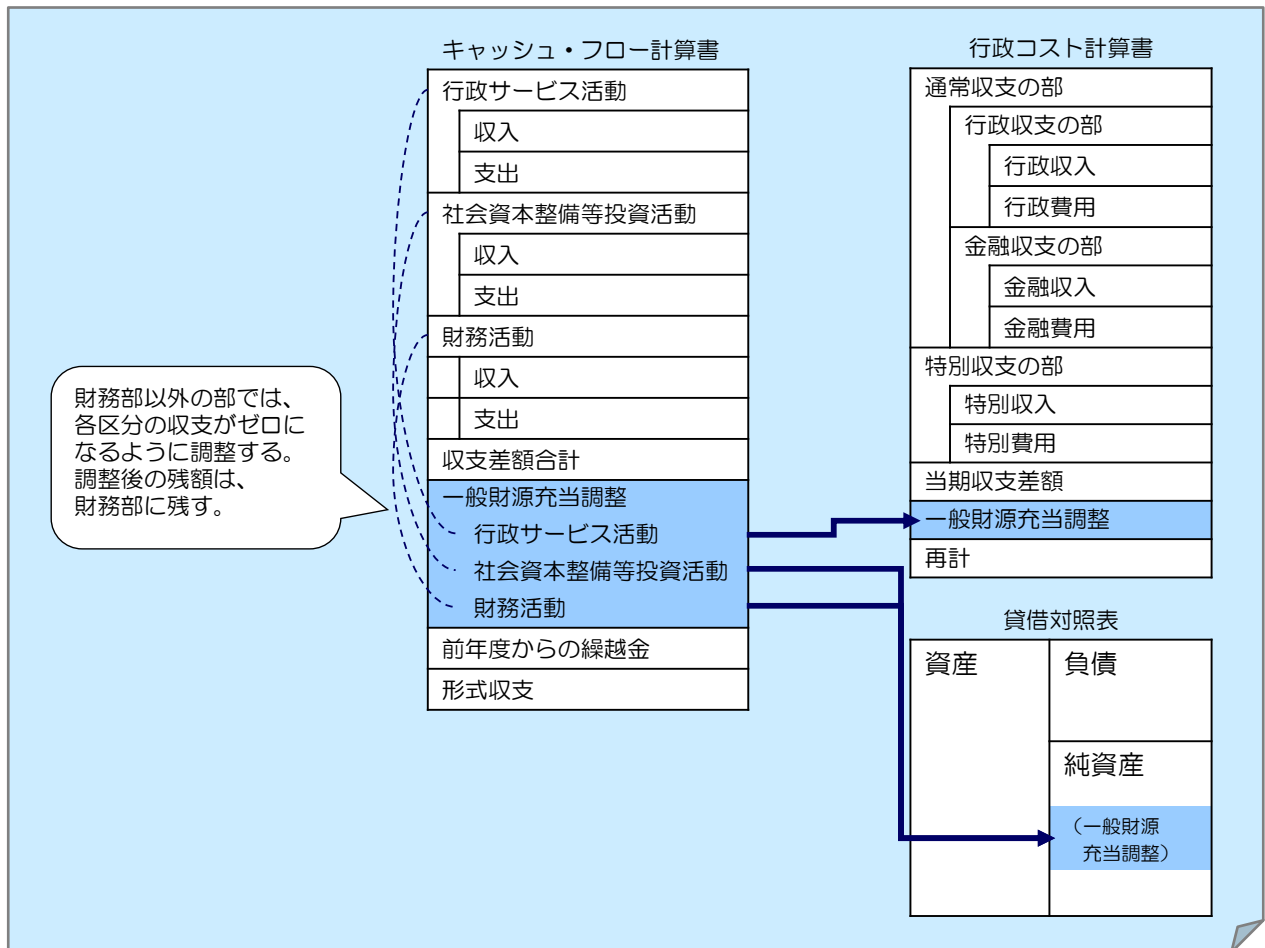 キャッシュ・フロー計算書
行政サービス活動
収入
支出
社会資本整備等投資活動
収入
支出
財務活動
収入
支出
収支差額合計
一般財源充当調整
行政サービス活動
社会資本整備等投資活動
財務活動
前年度からの繰越金
形式収支
財務部以外の部では、
各区分の収支がゼロに
なるように調整する。
調整後の残額は、
財務部に残す。
行政コスト計算書
通常収支の部
行政収支の部
行政収入
行政費用
金融収支の部
金融収入
金融費用
特別収支の部
特別収入
特別費用
当期収支差額
一般財源充当調整
再計
貸借対照表
資産
負債
純資産
（一般財源
充当調整）